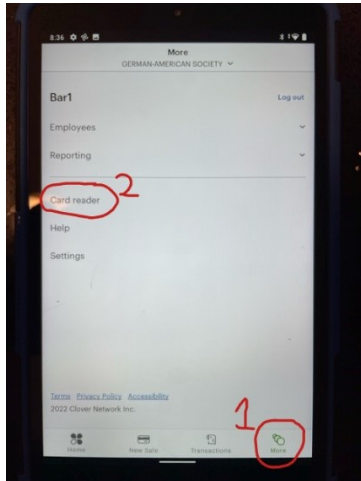 8:36
More
GERMAN-AMERICAN SOCIETY
Bar1 Log out
Employees
Reporting
2
Card reader
Help
Settings
Terms Privacy Policy Accessibility
2022 Clover Network Inc.
1
Home New Sale Transactions More